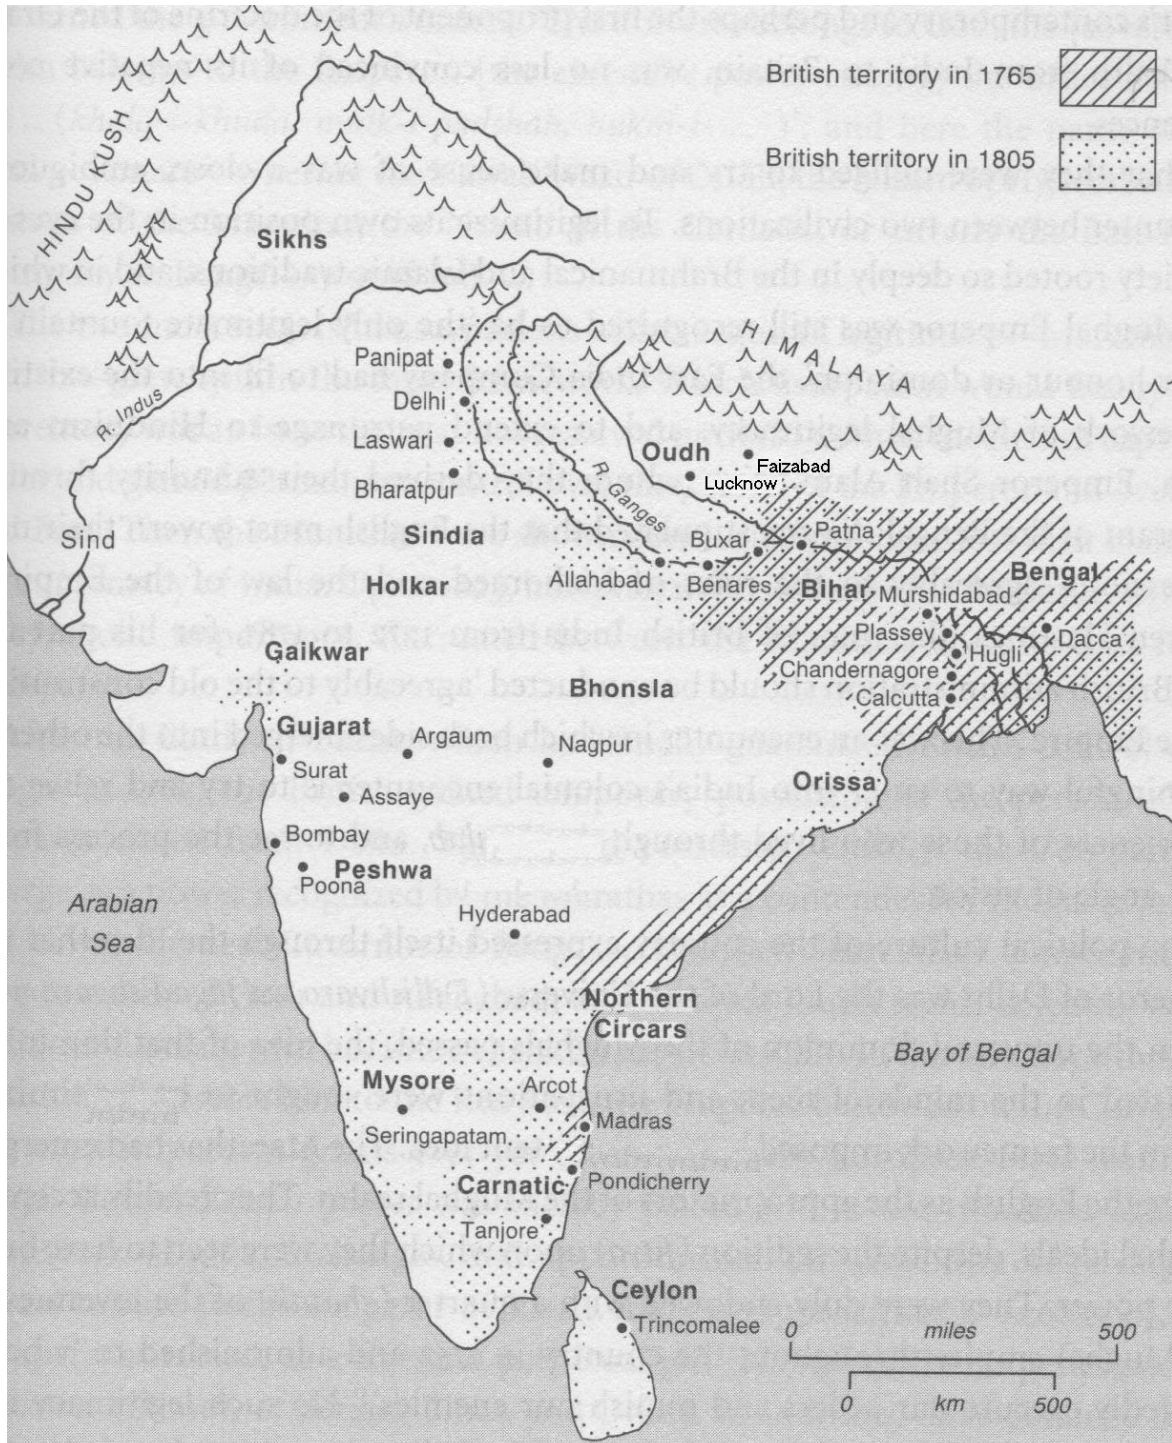 British territory in 1765
British territory in 1805
HINDU KUSH
Sikhs
HIMALAYA
Panipat
Delhi
R. Indus
Laswari
Oudh
Faizabad
Lucknow
Bharatpur
R. Ganges
Sind
Sindia
Buxar
Patna
Holkar
Allahabad
Benares
Bihar
Bengal
Murshidabad
Plassey
Dacca
Hugli
Gaikwar
Chandernagore
Bhonsla
Calcutta
Gujarat
Argaum
Nagpur
Surat
Orissa
Assaye
Bombay
Peshwa
Poona
Arabian
Sea
Hyderabad
Northern
Circars
Bay of Bengal
Mysore
Arcot
Seringapatam
Madras
Carnatic
Pondicherry
Tanjore
Ceylon
Trincomalee
0 miles 500
0 km 500